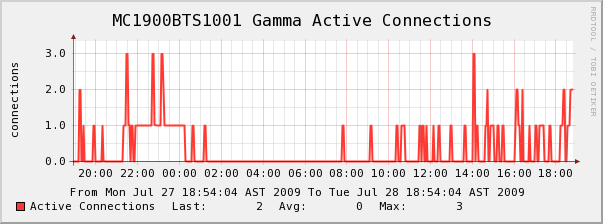 MC1900BTS1001 Gamma Active Connections
RRDTOOL / TOBI OETIKER
connections
3.0
2.0
1.0
0.0
20:00 22:00 00:00 02:00 04:00 06:00 08:00 10:00 12:00 14:00 16:00 18:00
From Mon Jul 27 18:54:04 AST 2009 To Tue Jul 28 18:54:04 AST 2009
Active Connections Last: 2 Avg: 0 Max: 3